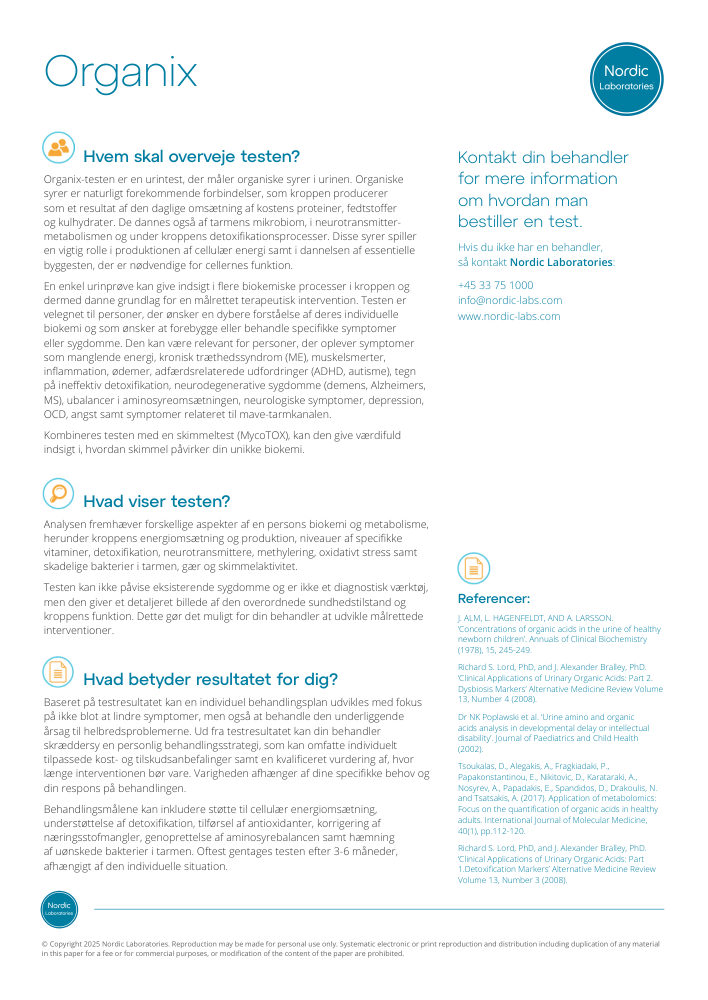 Organix
Nordic
Laboratories
Hvem skal overveje testen?
Organix-testen er en urintest, der måler organiske syrer i urinen. Organiske
syrer er naturligt forekommende forbindelser, som kroppen producerer
som et resultat af den daglige omsætning af kostens proteiner, fedtstoffer
og kulhydrater. De dannes også af tarmens mikrobiom, i neurotransmitter-
metabolismen og under kroppens detoxifikationsprocesser. Disse syrer spiller
en vigtig rolle i produktionen af cellulær energi samt i dannelsen af essentielle
byggesten, der er nødvendige for cellernes funktion.
En enkel urinprøve kan give indsigt i flere biokemiske processer i kroppen og
dermed danne grundlag for en målrettet terapeutisk intervention. Testen er
velegnet til personer, der ønsker en dybere forståelse af deres individuelle
biokemi og som ønsker at forebygge eller behandle specifikke symptomer
eller sygdomme. Den kan være relevant for personer, der oplever symptomer
som manglende energi, kronisk træthedssyndrom (ME), muskelsmerter,
inflammation, ødemer, adfærdsrelaterede udfordringer (ADHD, autisme), tegn
på ineffektiv detoxifikation, neurodegenerative sygdomme (demens, Alzheimers,
MS), ubalancer i aminosyreomsætningen, neurologiske symptomer, depression,
OCD, angst samt symptomer relateret til mave-tarmkanalen.
Kombineres testen med en skimmeltest (MycoTOX), kan den give værdifuld
indsigt i, hvordan skimmel påvirker din unikke biokemi.
Hvad viser testen?
Analysen fremhæver forskellige aspekter af en persons biokemi og metabolisme,
herunder kroppens energiomsætning og produktion, niveauer af specifikke
vitaminer, detoxifikation, neurotransmittere, methylering, oxidativt stress samt
skadelige bakterier i tarmen, gær og skimmelaktivitet.
Testen kan ikke påvise eksisterende sygdomme og er ikke et diagnostisk værktøj,
men den giver et detaljeret billede af den overordnede sundhedstilstand og
kroppens funktion. Dette gør det muligt for din behandler at udvikle målrettede
interventioner.
Hvad betyder resultatet for dig?
Baseret på testresultatet kan en individuel behandlingsplan udvikles med fokus
på ikke blot at lindre symptomer, men også at behandle den underliggende
årsag til helbredsproblemerne. Ud fra testresultatet kan din behandler
skræddersy en personlig behandlingsstrategi, som kan omfatte individuelt
tilpassede kost- og tilskudsanbefalinger samt en kvalificeret vurdering af, hvor
længe interventionen bør vare. Varigheden afhænger af dine specifikke behov og
din respons på behandlingen.
Behandlingsmålene kan inkludere støtte til cellulær energiomsætning,
understøttelse af detoxifikation, tilførsel af antioxidanter, korrigering af
næringsstofmangler, genoprettelse af aminosyrebalancen samt hæmning
af uønskede bakterier i tarmen. Oftest gentages testen efter 3-6 måneder,
afhængigt af den individuelle situation.
Kontakt din behandler
for mere information
om hvordan man
bestiller en test.
Hvis du ikke har en behandler,
så kontakt Nordic Laboratories:
+45 33 75 1000
info@nordic-labs.com
www.nordic-labs.com
Referencer:
J. ALM, L. HAGENFELDT, AND A. LARSSON.
'Concentrations of organic acids in the urine of healthy
newborn children'. Annuals of Clinical Biochemistry
(1978), 15, 245-249.
Richard S. Lord, PhD, and J. Alexander Bralley, PhD.
'Clinical Applications of Urinary Organic Acids: Part 2.
Dysbiosis Markers' Alternative Medicine Review Volume
13, Number 4 (2008).
Dr NK Poplawski et al. 'Urine amino and organic
acids analysis in developmental delay or intellectual
disability'. Journal of Paediatrics and Child Health
(2002).
Tsoukalas, D., Alegakis, A., Fragkiadaki, P.,
Papakonstantinou, E., Nikitovic, D., Karataraki, A.,
Nosyrev, A., Papadakis, E., Spandidos, D., Drakoulis, N.
and Tsatsakis, A. (2017). Application of metabolomics:
Focus on the quantification of organic acids in healthy
adults. International Journal of Molecular Medicine,
40(1), pp.112-120.
Richard S. Lord, PhD, and J. Alexander Bralley, PhD.
'Clinical Applications of Urinary Organic Acids: Part
1.Detoxification Markers' Alternative Medicine Review
Volume 13, Number 3 (2008).
Nordic
Laboratories
© Copyright 2025 Nordic Laboratories. Reproduction may be made for personal use only. Systematic electronic or print reproduction and distribution including duplication of any material
in this paper for a fee or for commercial purposes, or modification of the content of the paper are prohibited.